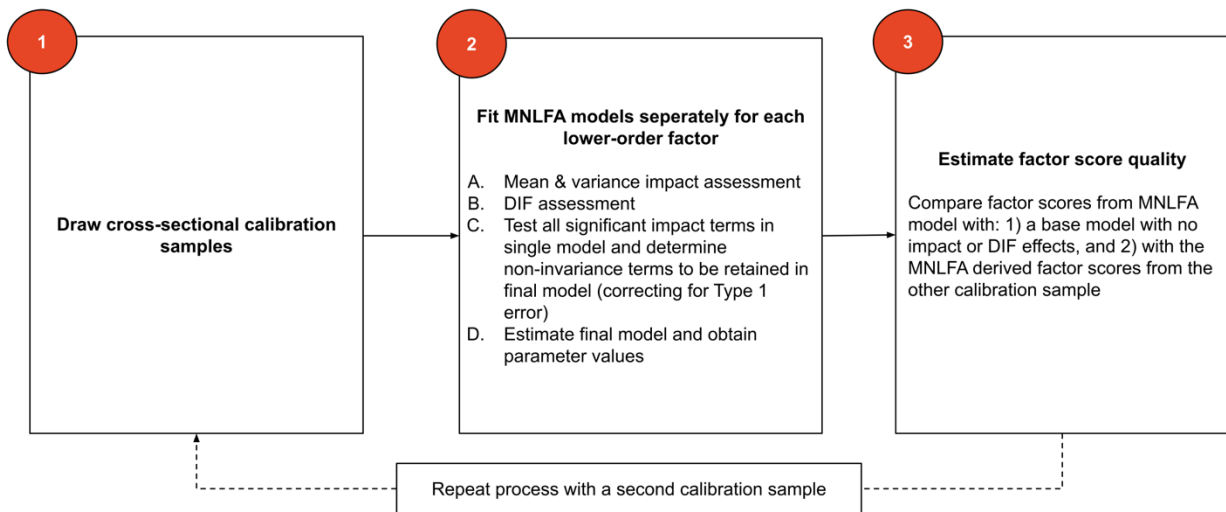 1
Draw cross-sectional calibration
samples
2
Fit MNLFA models seperately for each
lower-order factor
A. Mean & variance impact assessment
B. DIF assessment
C. Test all significant impact terms in
single model and determine
non-invariance terms to be retained in
final model (correcting for Type 1
error)
D. Estimate final model and obtain
parameter values
3
Estimate factor score quality
Compare factor scores from MNLFA
model with: 1) a base model with no
impact or DIF effects, and 2) with the
MNLFA derived factor scores from the
other calibration sample
Repeat process with a second calibration sample